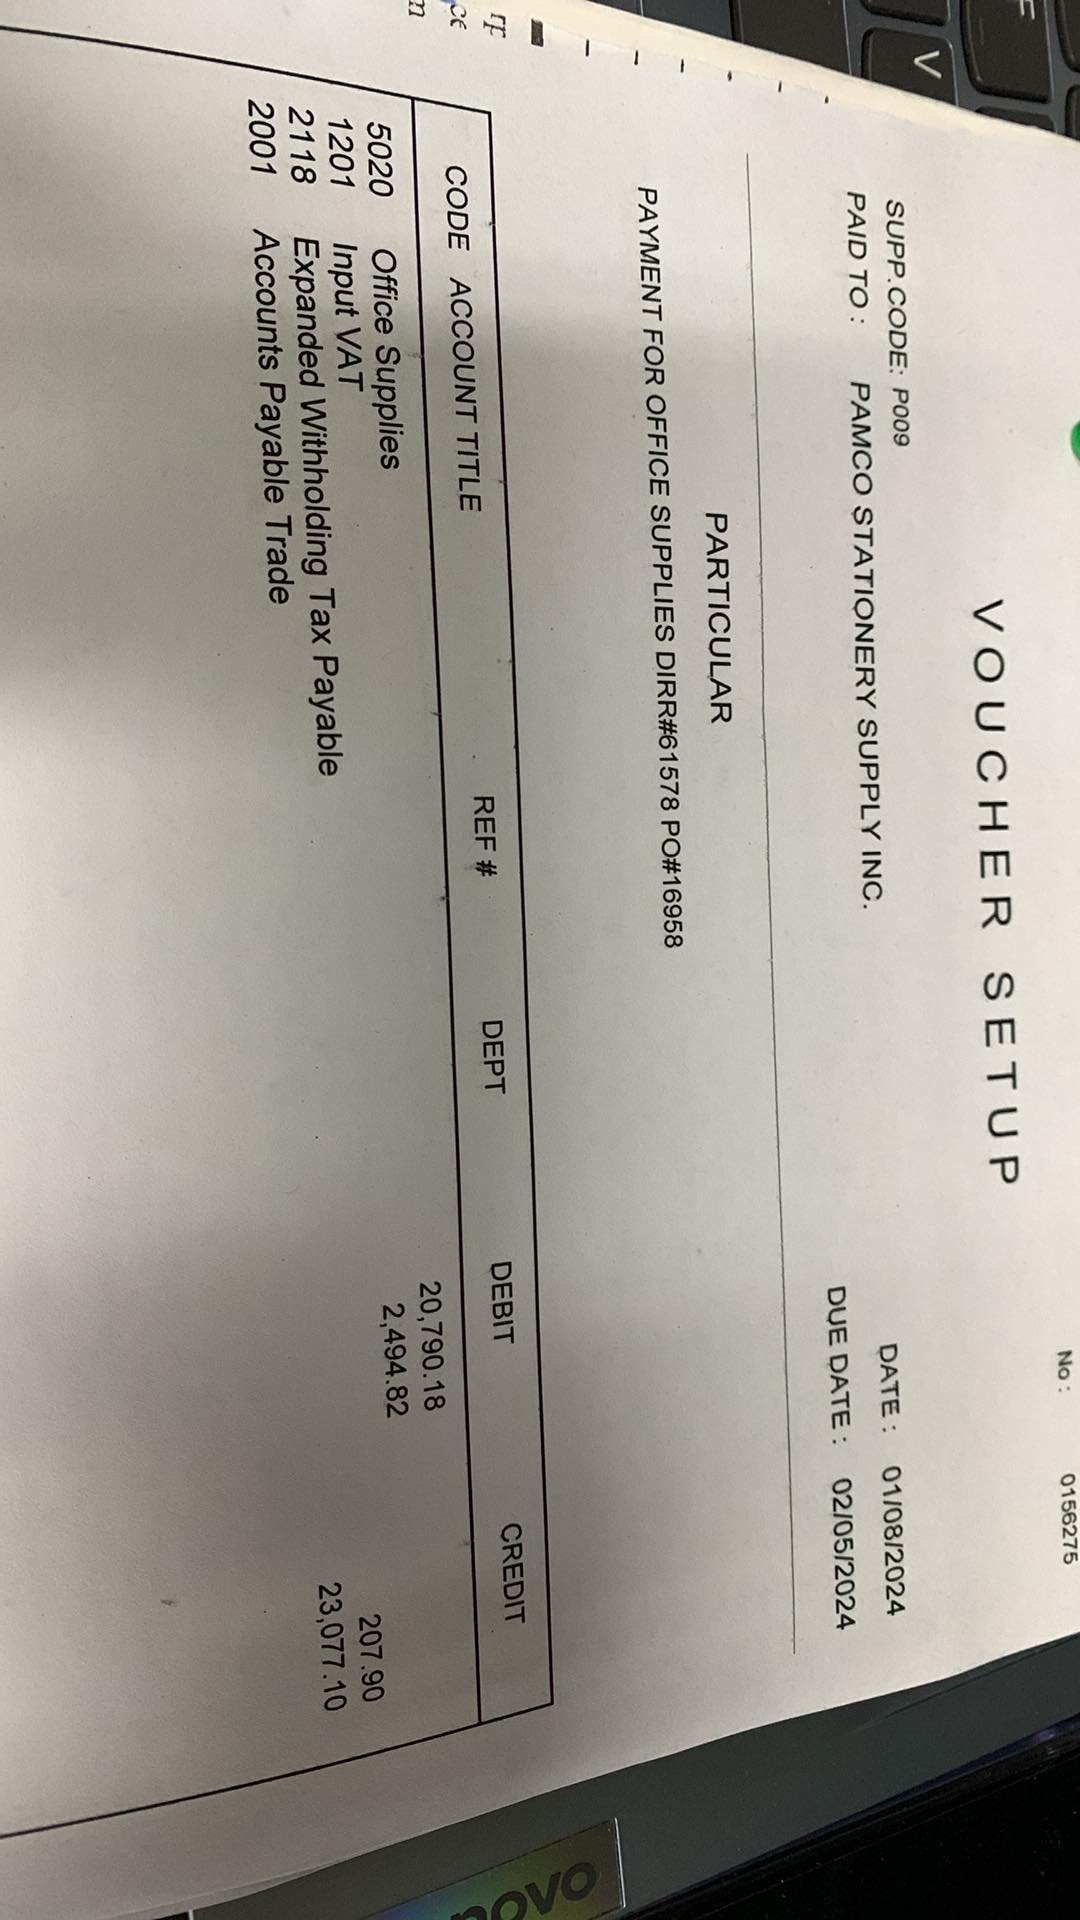 No : 0156275
VOUCHER SETUP
SUPP.CODE: P009
PAID TO : PAMCO STATIONERY SUPPLY INC.
DATE : 01/08/2024
DUE DATE : 02/05/2024
PARTICULAR
PAYMENT FOR OFFICE SUPPLIES DIRR#61578 PO#16958
CODE ACCOUNT TITLE REF # DEPT DEBIT CREDIT
5020 Office Supplies 20,790.18
1201 Input VAT 2,494.82
2118 Expanded Withholding Tax Payable 207.90
2001 Accounts Payable Trade 23,077.10
F
V
rp
ce
n
ovo